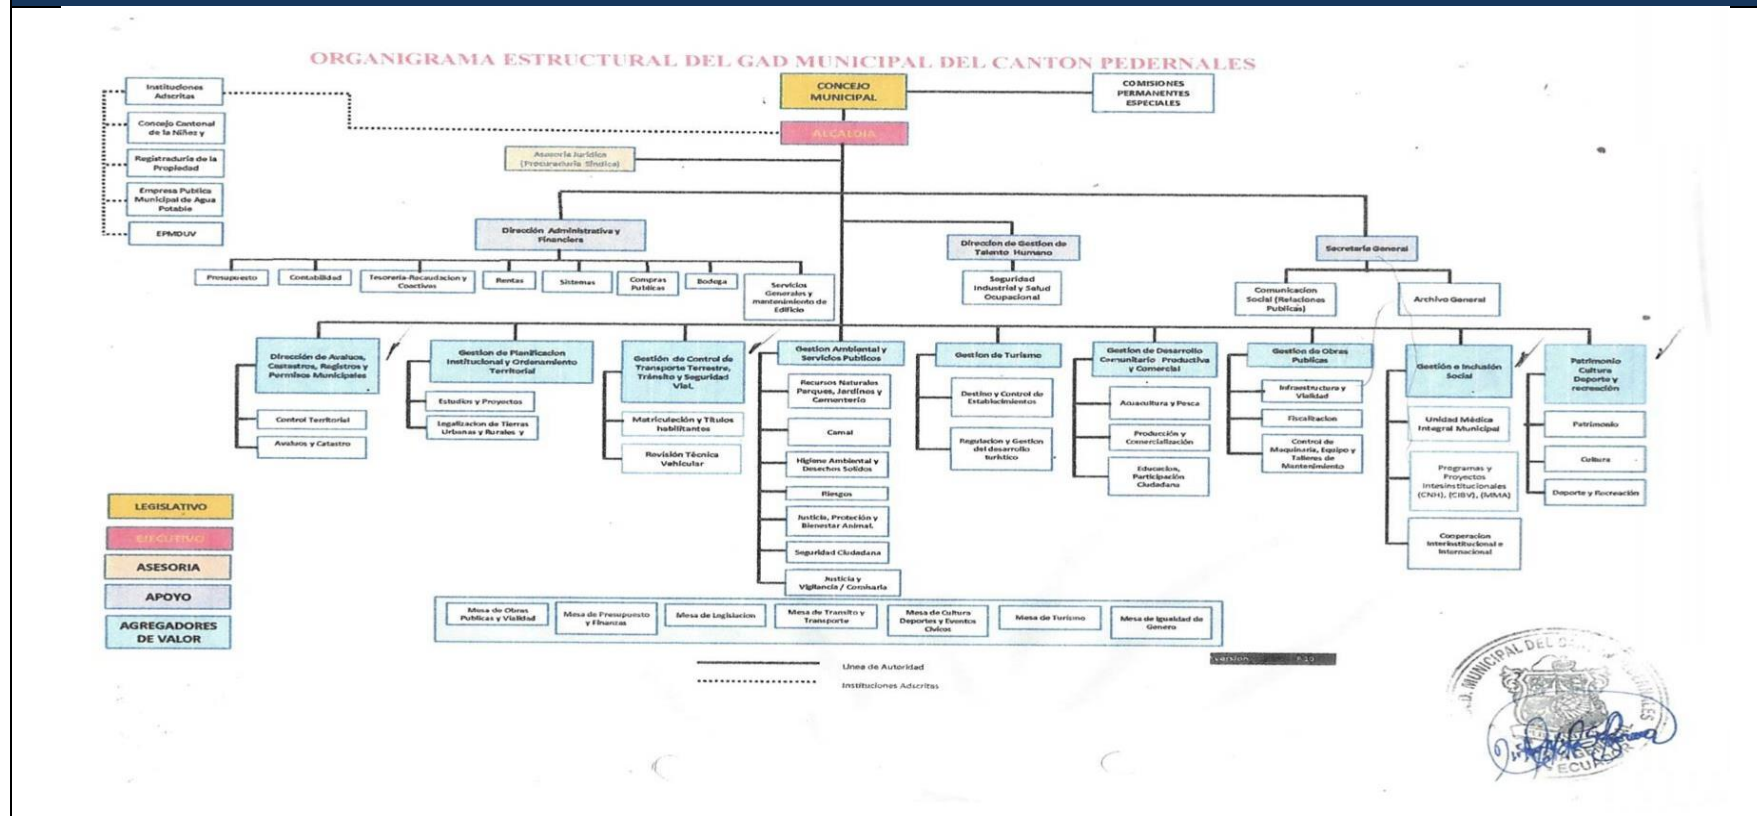 ORGANIGRAMA ESTRUCTURAL DEL GAD MUNICIPAL DEL CANTON PEDERNALES
CONCEJO
MUNICIPAL
COMISIONES
PERMANENTES
ESPECIALES
ALCALDIA
Instituciones
Adscritas
Concejo Cantonal
de la Niñez y
Registraduría de la
Propiedad
Empresa Publica
Municipal de Agua
Potable
EPMDUV
Asesoría Jurídica
(Procuraduría Síndica)
Dirección Administrativa y
Financiera
Direccion de Gestion de
Talento Humano
Secretaría General
Presupuesto
Contabilidad
Tesoreria-Recaudacion y
Coactivas
Rentas
Sistemas
Compras
Publicas
Bodega
Servicios
Generales y
mantenimiento de
Edificio
Seguridad
Industrial y Salud
Ocupacional
Comunicacion
Social (Relaciones
Publicas)
Archivo General
Dirección de Avaluos,
Castastros, Registros y
Permisos Municipales
Control Territorial
Avaluos y Catastro
Gestion de Planificacion
Institucional y Ordenamiento
Territorial
Estudios y Proyectos
Legalizacion de Tierras
Urbanas y Rurales y
Gestión de Control de
Transporte Terrestre,
Tránsito y Seguridad
Vial.
Matriculación y Títulos
habilitantes
Revisión Técnica
Vehicular
Gestion Ambiental y
Servicios Publicos
Recursos Naturales
Parques, Jardines y
Cementerio
Camal
Higiene Ambiental y
Desechos Solidos
Riesgos
Justicia, Proteción y
Bienestar Animal.
Seguridad Ciudadana
Justicia y
Vigilancia / Comisaría
Gestion de Turismo
Destino y Control de
Establecimientos
Regulacion y Gestion
del desarrollo
turístico
Gestion de Desarrollo
Comunitario Productiva
y Comercial
Acuacultura y Pesca
Producción y
Comercialización
Educacion,
Participación
Ciudadana
Gestion de Obras
Publicas
Infraestructura y
Vialidad
Fiscalizacion
Control de
Maquinaria, Equipo y
Talleres de
Mantenimiento
Gestión e Inclusión
Social
Unidad Médica
Integral Municipal
Programas y
Proyectos
Intesinstitucionales
(CNH), (CIBV), (MMA)
Cooperacion
Interinstitucional e
Internacional
Patrimonio
Cultura
Deporte y
recreación
Patrimonio
Cultura
Deporte y Recreación
LEGISLATIVO
EJECUTIVO
ASESORIA
APOYO
AGREGADORES
DE VALOR
Mesa de Obras
Publicas y Vialidad
Mesa de Presupuesto
y Finanzas
Mesa de Legislacion
Mesa de Transito y
Transporte
Mesa de Cultura
Deportes y Eventos
Civicos
Mesa de Turismo
Mesa de Igualdad de
Genero
Linea de Autoridad
Instituciones Adscritas
version
MUNICIPAL DEL
ECUADOR